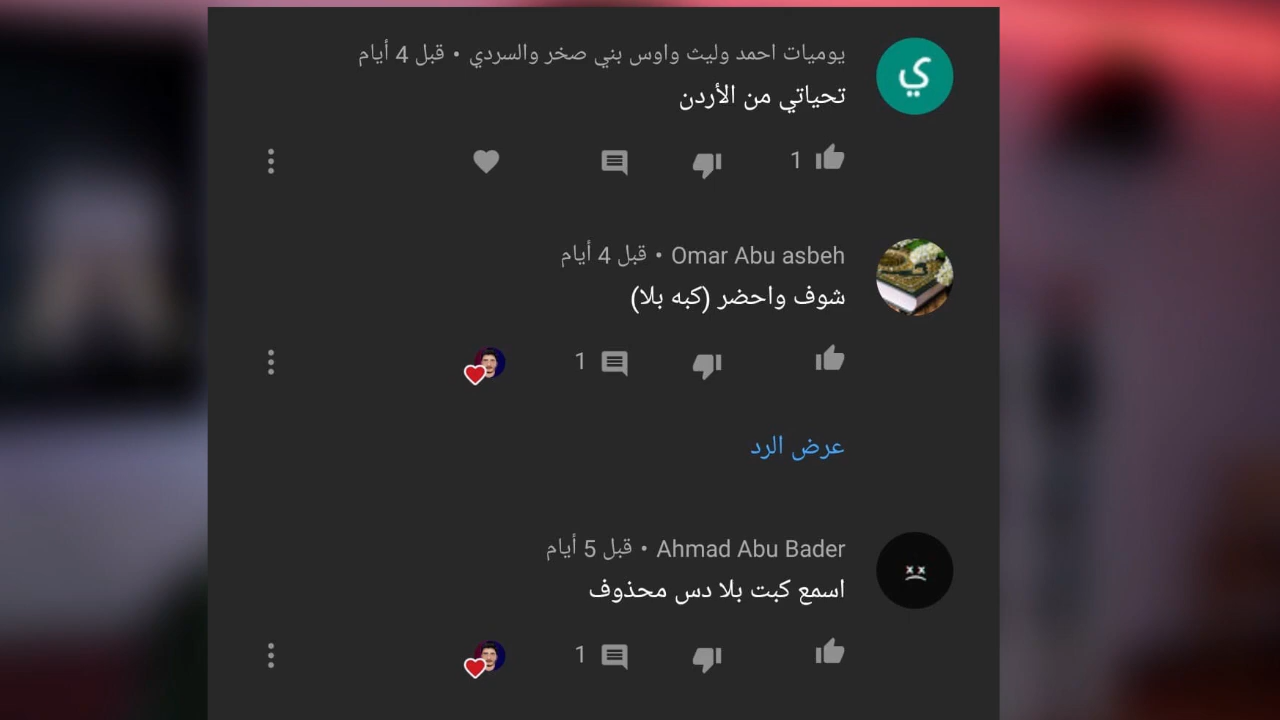 ي
يوميات احمد وليث واوس بني صخر والسردي • قبل 4 أيام
تحياتي من الأردن
1
Omar Abu asbeh • قبل 4 أيام
شوف واحضر (كبه بلا)
1
عرض الرد
Ahmad Abu Bader • قبل 5 أيام
اسمع كبت بلا دس محذوف
1